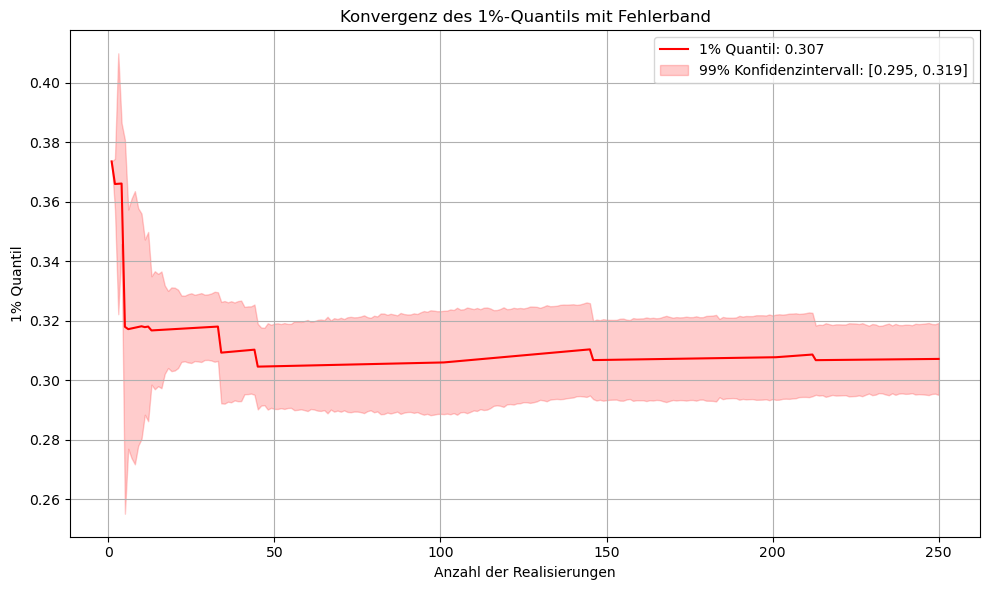 Konvergenz des 1%-Quantils mit Fehlerband
1% Quantil: 0.307
99% Konfidenzintervall: [0.295, 0.319]
1% Quantil
0.40
0.38
0.36
0.34
0.32
0.30
0.28
0.26
0
50
100
150
200
250
Anzahl der Realisierungen